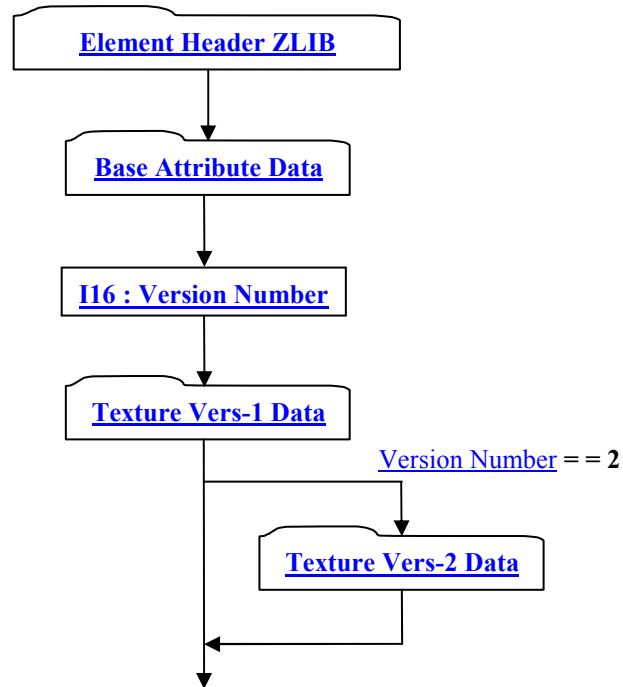 Element Header ZLIB
Base Attribute Data
I16 : Version Number
Texture Vers-1 Data
Version Number = = 2
Texture Vers-2 Data